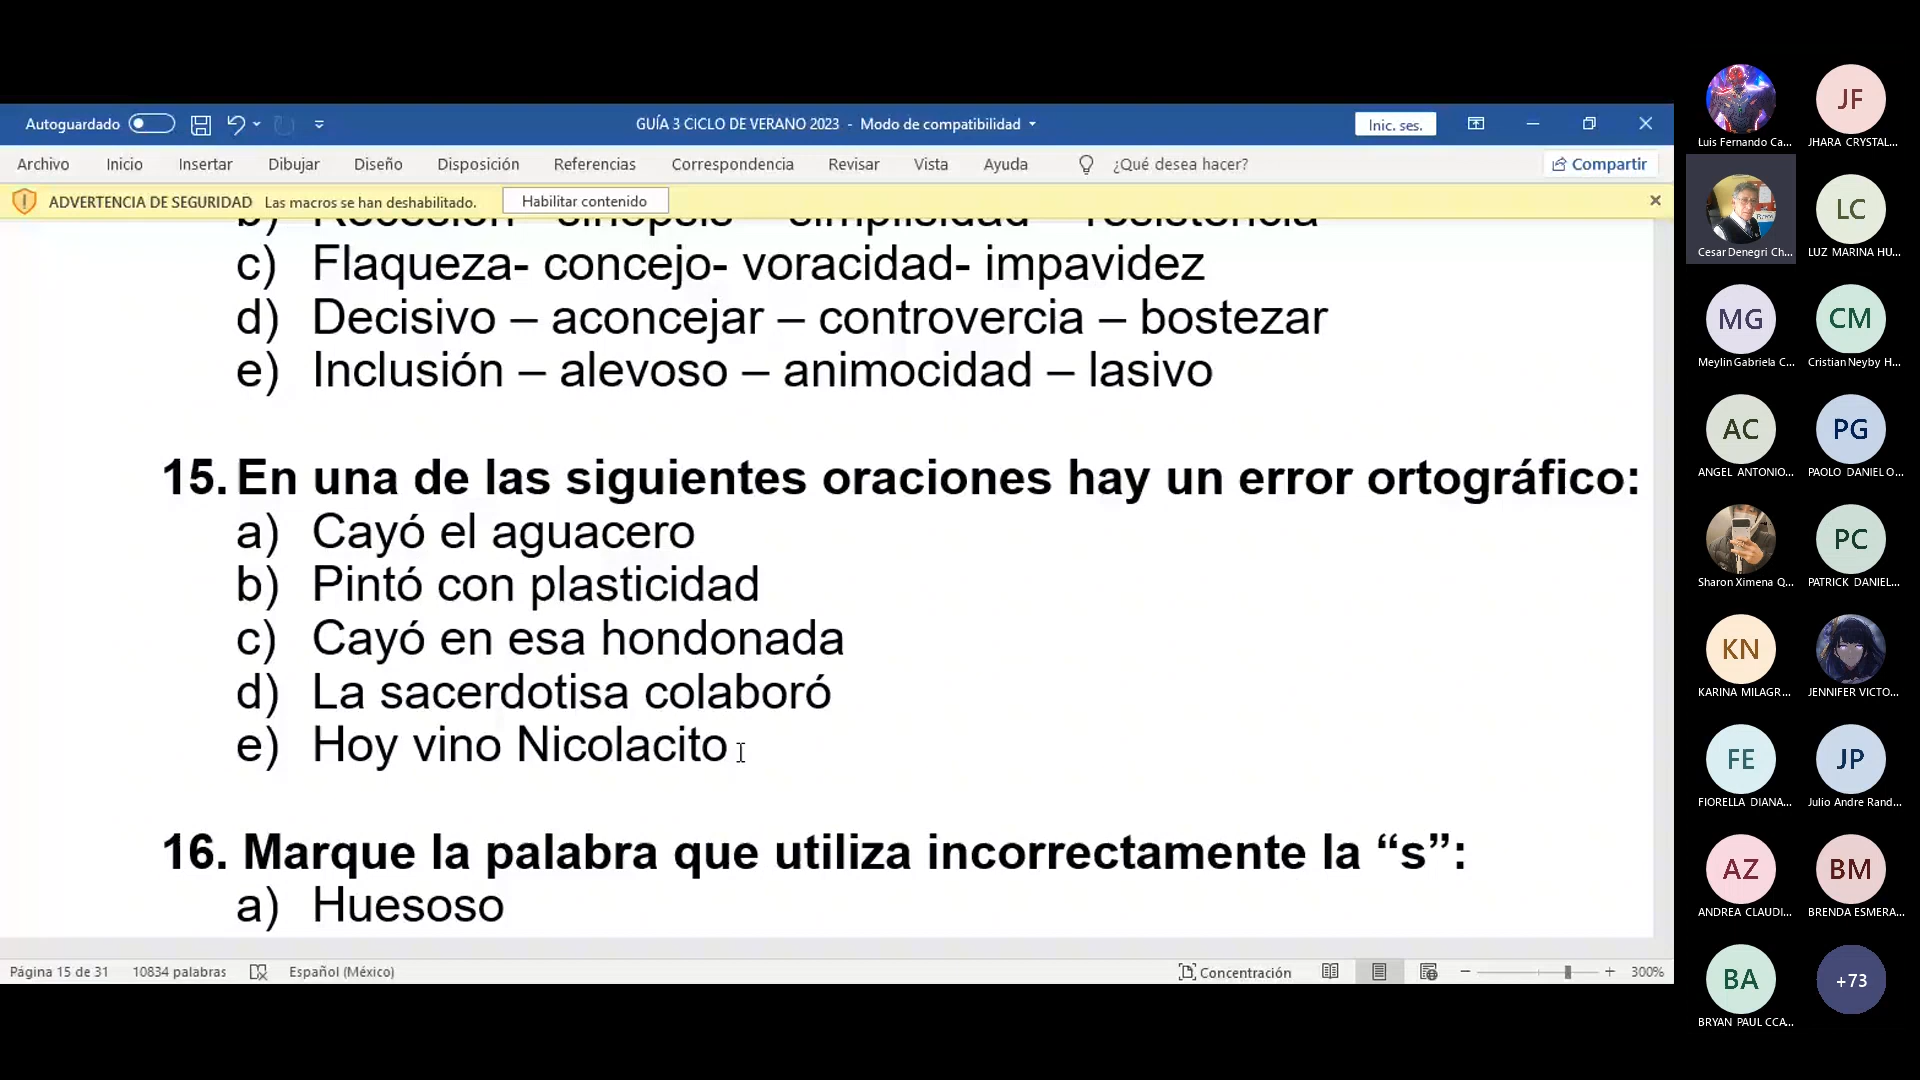 Autoguardado
GUÍA 3 CICLO DE VERANO 2023 - Modo de compatibilidad
Inic. ses.
Archivo Inicio Insertar Dibujar Diseño Disposición Referencias Correspondencia Revisar Vista Ayuda ¿Qué desea hacer? Compartir
ADVERTENCIA DE SEGURIDAD Las macros se han deshabilitado. Habilitar contenido
b) Recesión – sinopsis – simplicidad – resistencia
c) Flaqueza- concejo- voracidad- impavidez
d) Decisivo – aconcejar – controvercia – bostezar
e) Inclusión – alevoso – animocidad – lasivo
15. En una de las siguientes oraciones hay un error ortográfico:
a) Cayó el aguacero
b) Pintó con plasticidad
c) Cayó en esa hondonada
d) La sacerdotisa colaboró
e) Hoy vino Nicolacito
16. Marque la palabra que utiliza incorrectamente la “s”:
a) Huesoso
Página 15 de 31 10834 palabras Español (México) Concentración 300%
JF
Luis Fernando Ca... JHARA CRYSTAL...
LC
Cesar Denegri Ch... LUZ MARINA HU...
MG CM
Meylin Gabriela C... Cristian Neyby H...
AC PG
ANGEL ANTONIO... PAOLO DANIEL O...
PC
Sharon Ximena Q... PATRICK DANIEL...
KN
KARINA MILAGR... JENNIFER VICTO...
FE JP
FIORELLA DIANA... Julio Andre Rand...
AZ BM
ANDREA CLAUDI... BRENDA ESMERA...
BA +73
BRYAN PAUL CCA...